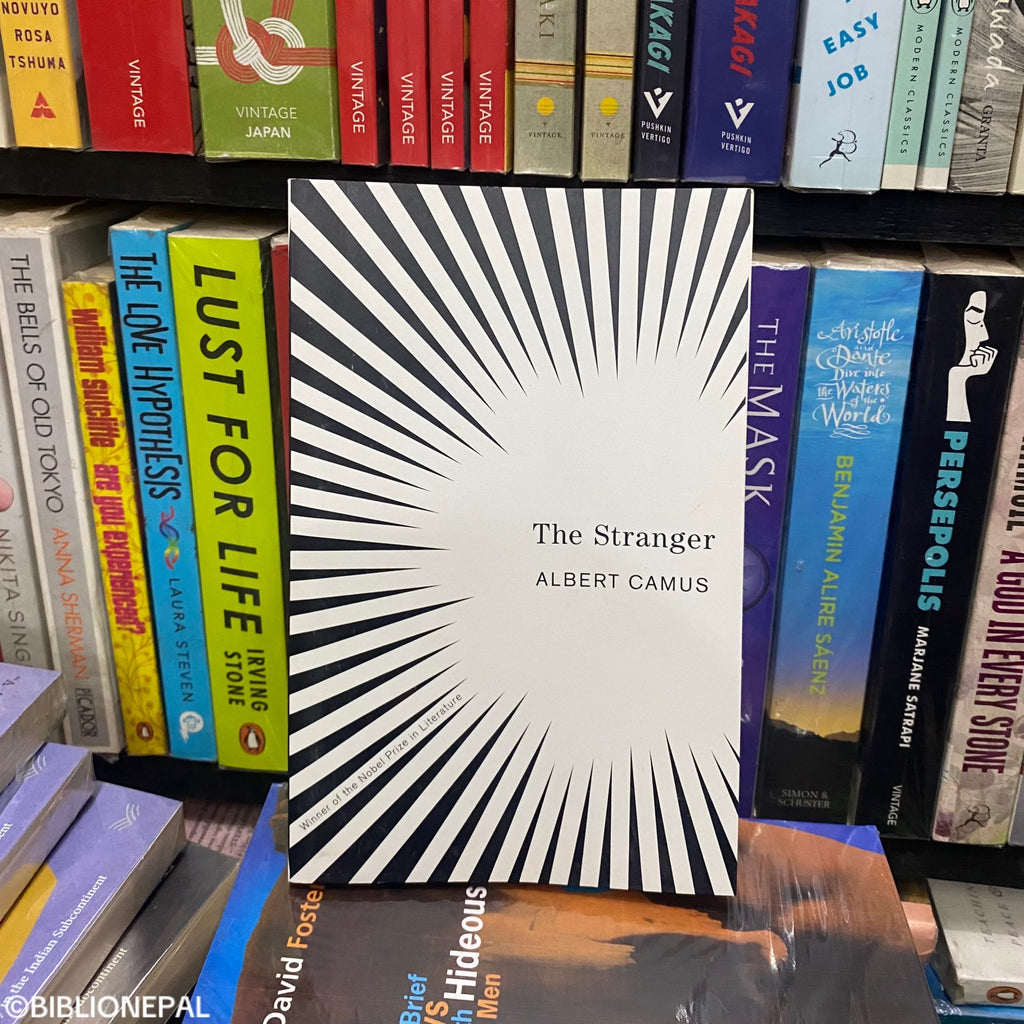 NOVUYO
ROSA
TSHUMA
VINTAGE
VINTAGE
JAPAN
VINTAGE
VINTAGE
VINTAGE
VINTAGE
AKI
VINTAGE
VINTAGE
AKAGI
PUSHKIN
VERTIGO
AKAGI
PUSHKIN
VERTIGO
EASY
JOB
MODERN CLASSICS
MODERN CLASSICS
GRANTA
THE BELLS OF OLD TOKYO ANNA SHERMAN PICADOR
NIKITA SING
william sutcliffe are you experienced?
THE LOVE HYPOTHESIS LAURA STEVEN
LUST FOR LIFE IRVING
STONE
The Stranger
ALBERT CAMUS
Winner of the Nobel Prize in Literature
THE MASK
Aristotle
and
Dante
Dive into
the Waters
of the
World
BENJAMIN ALIRE SÁENZ
SIMON &
SCHUSTER
PERSEPOLIS MARJANE SATRAPI VINTAGE
A GOD IN EVERY STONE
the Indian Subcontinent
David Foster
Brief
Hideous
Men
©BIBLIONEPAL